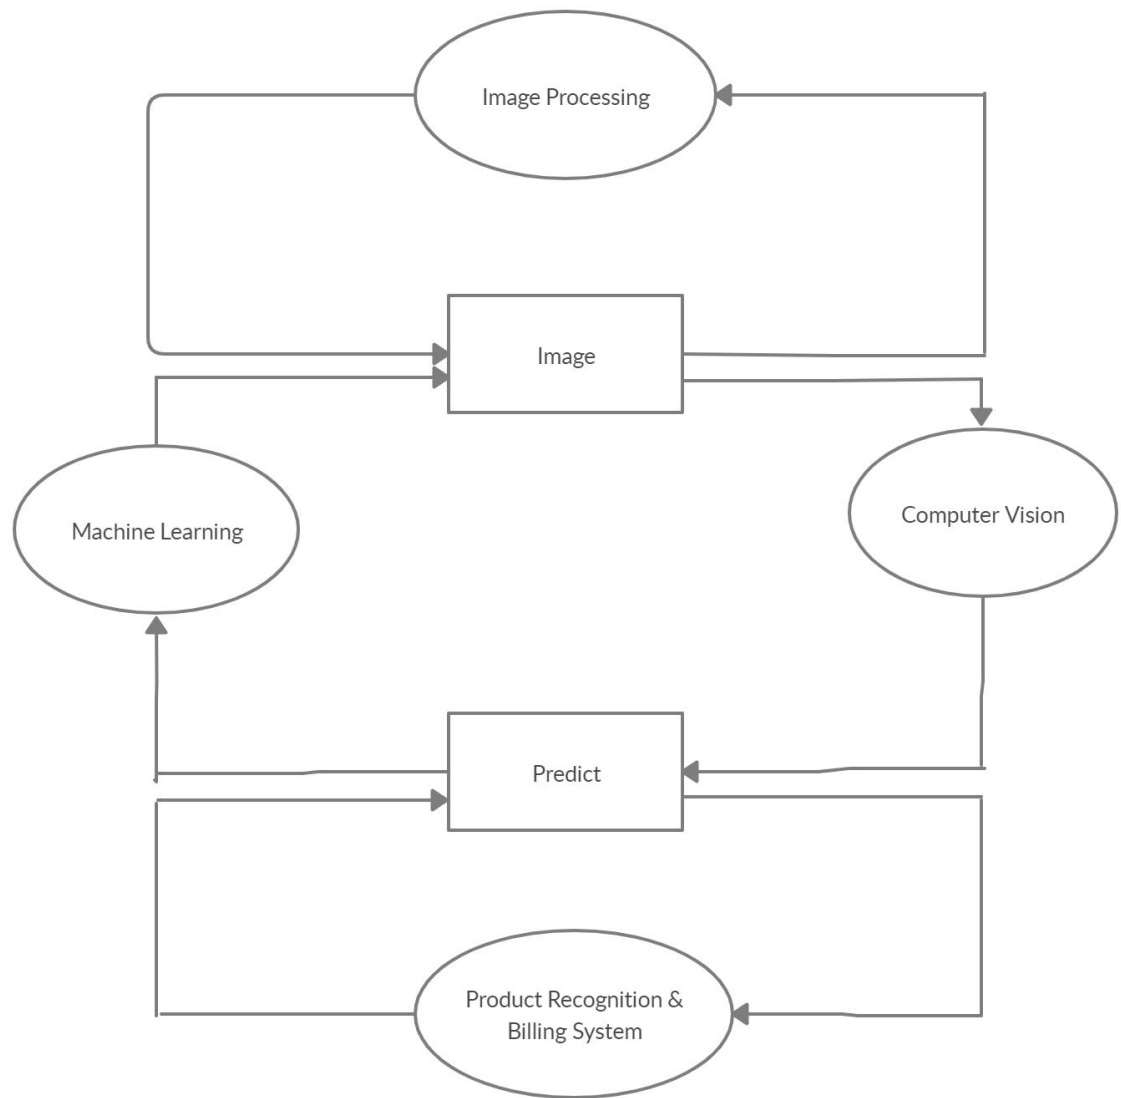 Image Processing
Image
Machine Learning
Computer Vision
Predict
Product Recognition &
Billing System